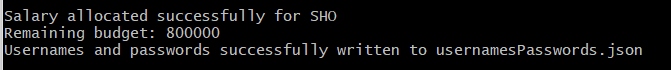 Salary allocated successfully for SHO
Remaining budget: 800000
Usernames and passwords successfully written to usernamesPasswords.json